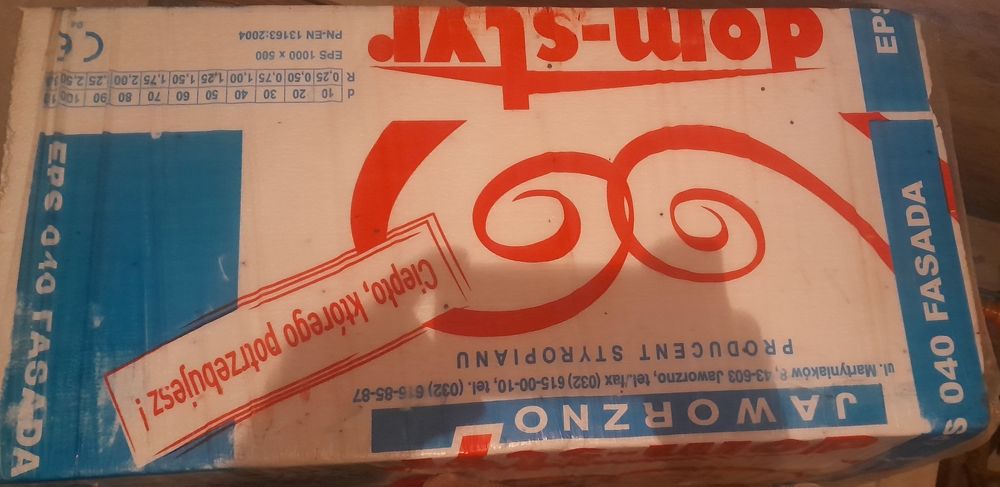 JAWORZNO
ul. Martyniaków 8, 43-603 Jaworzno, tel./fax (032) 615-00-10, tel. (032) 616-85-87
PRODUCENT STYROPIANU
Ciepło, którego potrzebujesz!
EPS 040 FASADA
S 040 FASADA
d 10 20 30 40 50 60 70 80 90 100
R 0,25 0,50 0,75 1,00 1,25 1,50 1,75 2,00 2,25 2,50
EPS 1000 x 500
PN-EN 13163:2004
CE
04
dom-styr
EPS